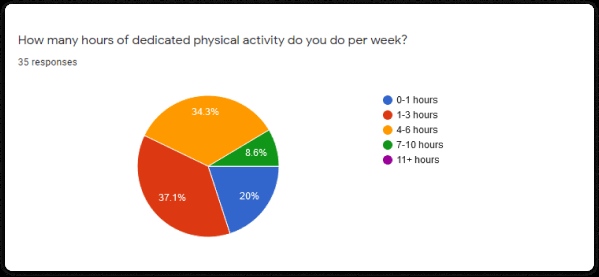 How many hours of dedicated physical activity do you do per week?
35 responses
34.3%
8.6%
37.1%
20%
0-1 hours
1-3 hours
4-6 hours
7-10 hours
11+ hours